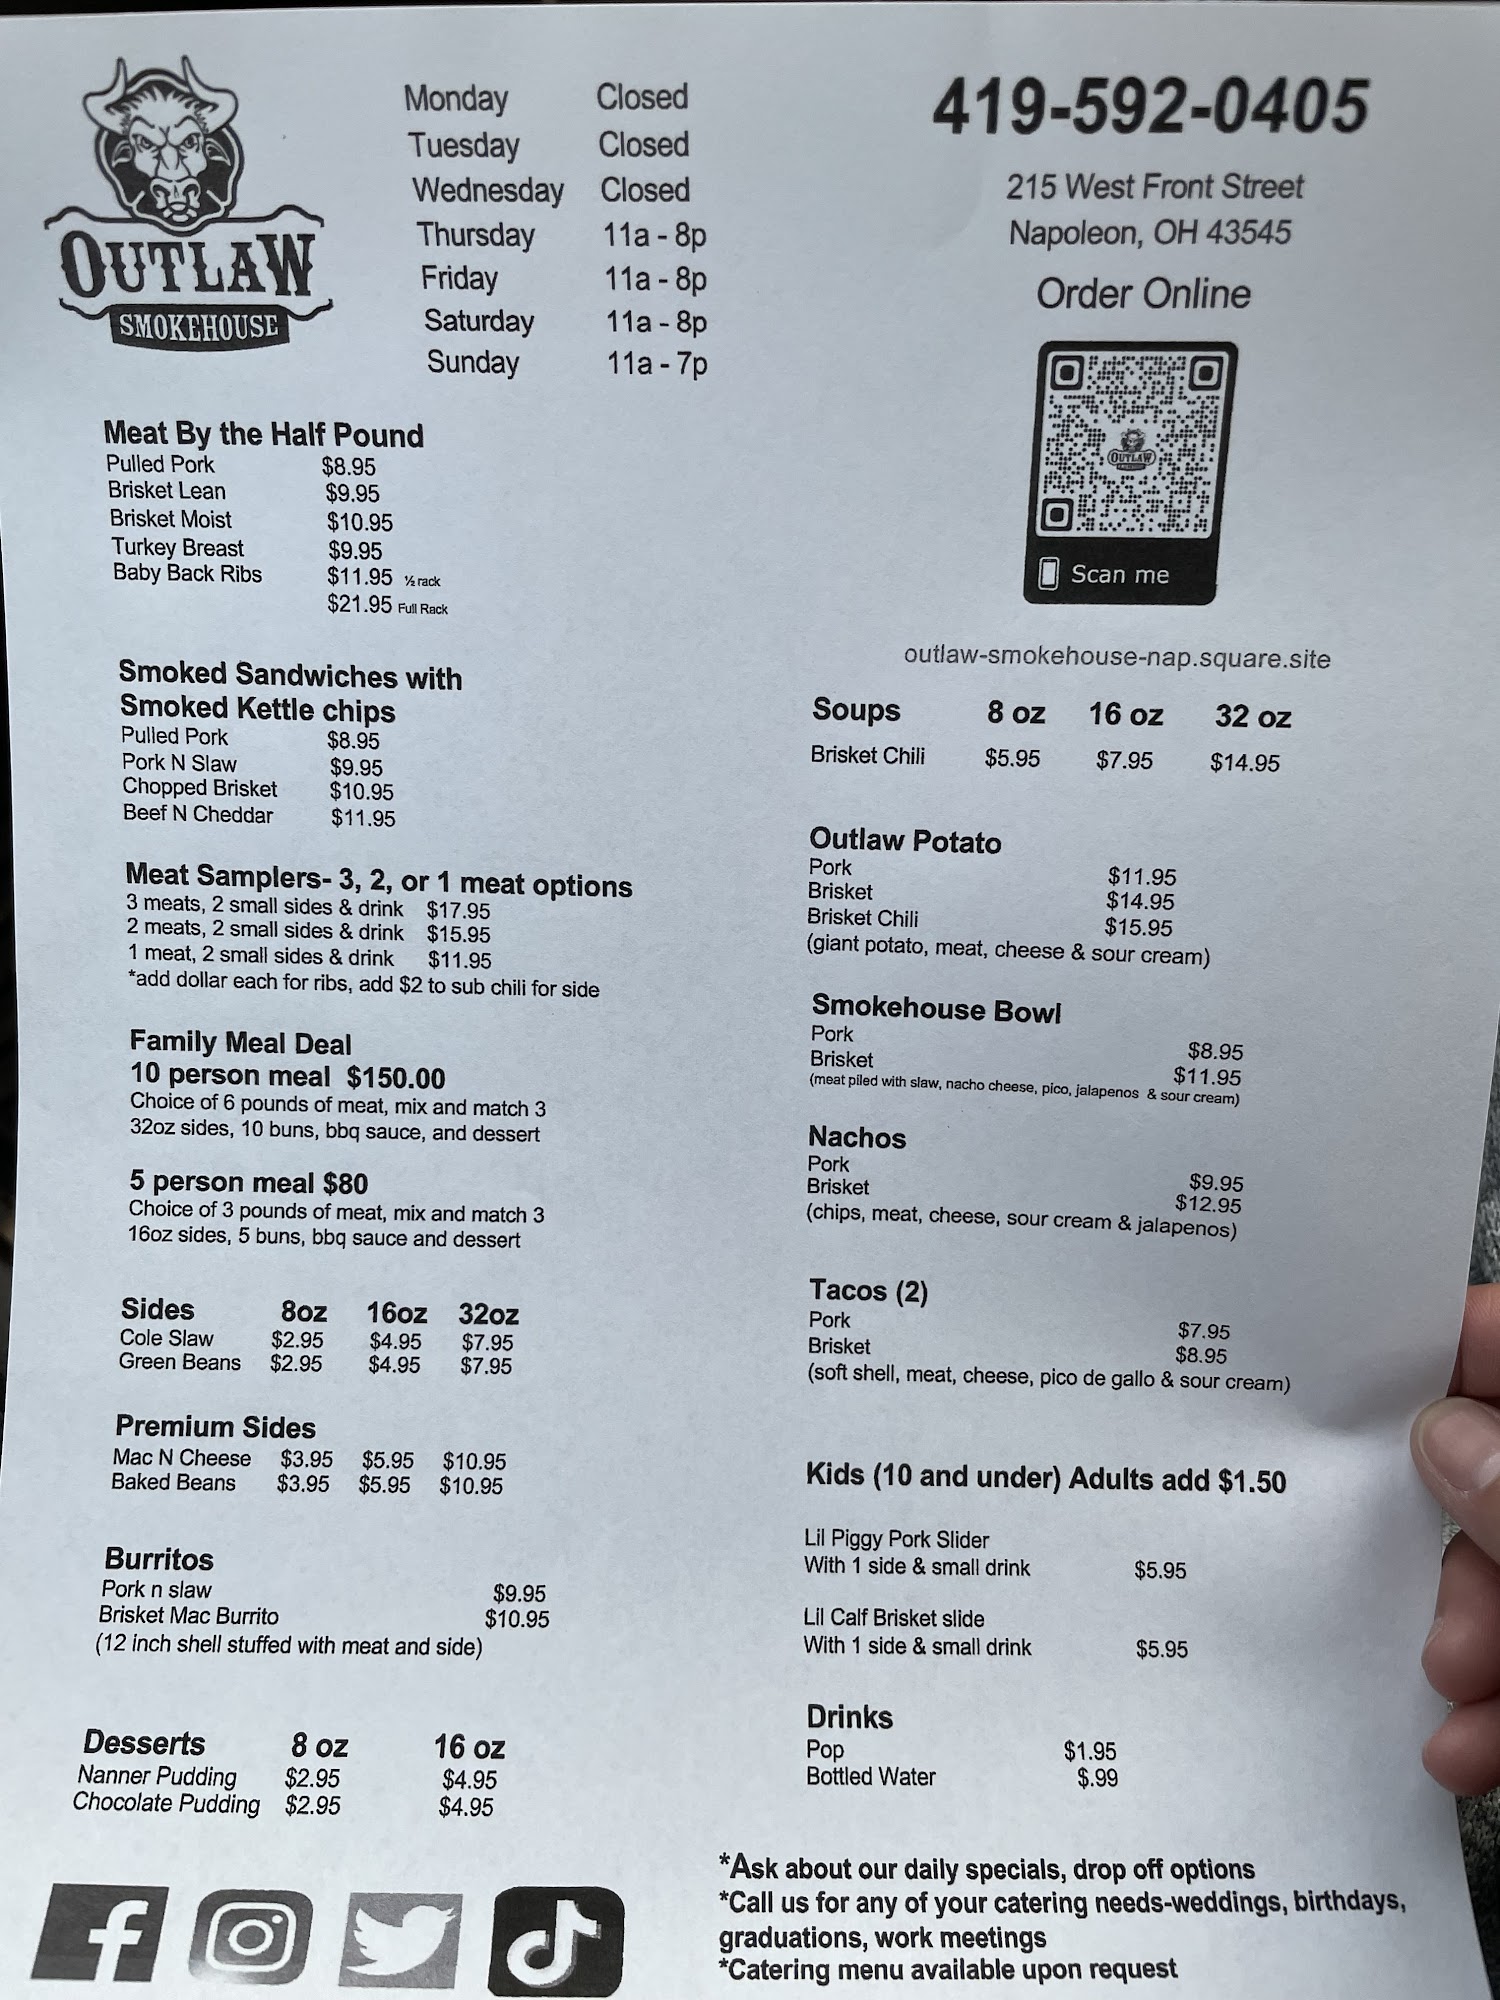 OUTLAW
SMOKEHOUSE
Monday Closed
Tuesday Closed
Wednesday Closed
Thursday 11a - 8p
Friday 11a - 8p
Saturday 11a - 8p
Sunday 11a - 7p
419-592-0405
215 West Front Street
Napoleon, OH 43545
Order Online
OUTLAW
Scan me
outlaw-smokehouse-nap.square.site
Meat By the Half Pound
Pulled Pork $8.95
Brisket Lean $9.95
Brisket Moist $10.95
Turkey Breast $9.95
Baby Back Ribs $11.95 ½ rack
$21.95 Full Rack
Smoked Sandwiches with
Smoked Kettle chips
Pulled Pork $8.95
Pork N Slaw $9.95
Chopped Brisket $10.95
Beef N Cheddar $11.95
Meat Samplers- 3, 2, or 1 meat options
3 meats, 2 small sides & drink $17.95
2 meats, 2 small sides & drink $15.95
1 meat, 2 small sides & drink $11.95
*add dollar each for ribs, add $2 to sub chili for side
Family Meal Deal
10 person meal $150.00
Choice of 6 pounds of meat, mix and match 3
32oz sides, 10 buns, bbq sauce, and dessert
5 person meal $80
Choice of 3 pounds of meat, mix and match 3
16oz sides, 5 buns, bbq sauce and dessert
Sides 8oz 16oz 32oz
Cole Slaw $2.95 $4.95 $7.95
Green Beans $2.95 $4.95 $7.95
Premium Sides
Mac N Cheese $3.95 $5.95 $10.95
Baked Beans $3.95 $5.95 $10.95
Burritos
Pork n slaw $9.95
Brisket Mac Burrito $10.95
(12 inch shell stuffed with meat and side)
Desserts 8 oz 16 oz
Nanner Pudding $2.95 $4.95
Chocolate Pudding $2.95 $4.95
Soups 8 oz 16 oz 32 oz
Brisket Chili $5.95 $7.95 $14.95
Outlaw Potato
Pork $11.95
Brisket $14.95
Brisket Chili $15.95
(giant potato, meat, cheese & sour cream)
Smokehouse Bowl
Pork $8.95
Brisket $11.95
(meat piled with slaw, nacho cheese, pico, jalapenos & sour cream)
Nachos
Pork $9.95
Brisket $12.95
(chips, meat, cheese, sour cream & jalapenos)
Tacos (2)
Pork $7.95
Brisket $8.95
(soft shell, meat, cheese, pico de gallo & sour cream)
Kids (10 and under) Adults add $1.50
Lil Piggy Pork Slider
With 1 side & small drink $5.95
Lil Calf Brisket slide
With 1 side & small drink $5.95
Drinks
Pop $1.95
Bottled Water $.99
*Ask about our daily specials, drop off options
*Call us for any of your catering needs-weddings, birthdays,
graduations, work meetings
*Catering menu available upon request